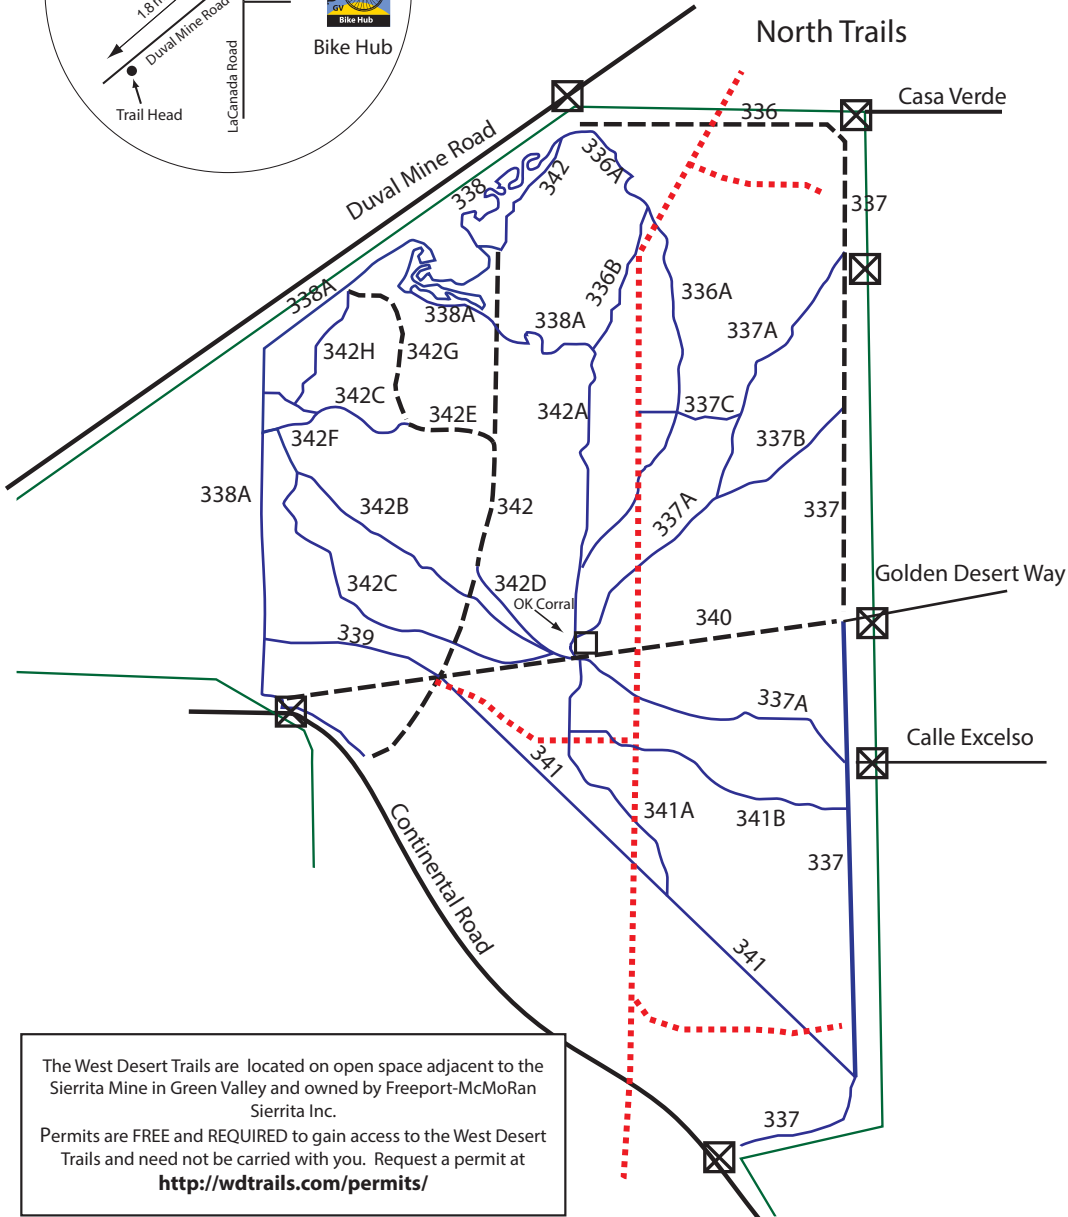 North Trails
1.8 m
Duval Mine Road
LaCanada Road
Trail Head
GV
Bike Hub
Bike Hub
Casa Verde
336
Duval Mine Road
338
342
336A
337
338A
336B
336A
338A
338A
337A
342H
342G
342C
342E
342A
337C
342F
337B
338A
342B
342
337A
337
342C
342D
OK Corral
Golden Desert Way
339
340
337A
341
Calle Excelso
341A
341B
Continental Road
337
341
337
The West Desert Trails are located on open space adjacent to the
Sierrita Mine in Green Valley and owned by Freeport-McMoRan
Sierrita Inc.
Permits are FREE and REQUIRED to gain access to the West Desert
Trails and need not be carried with you. Request a permit at
http://wdtrails.com/permits/